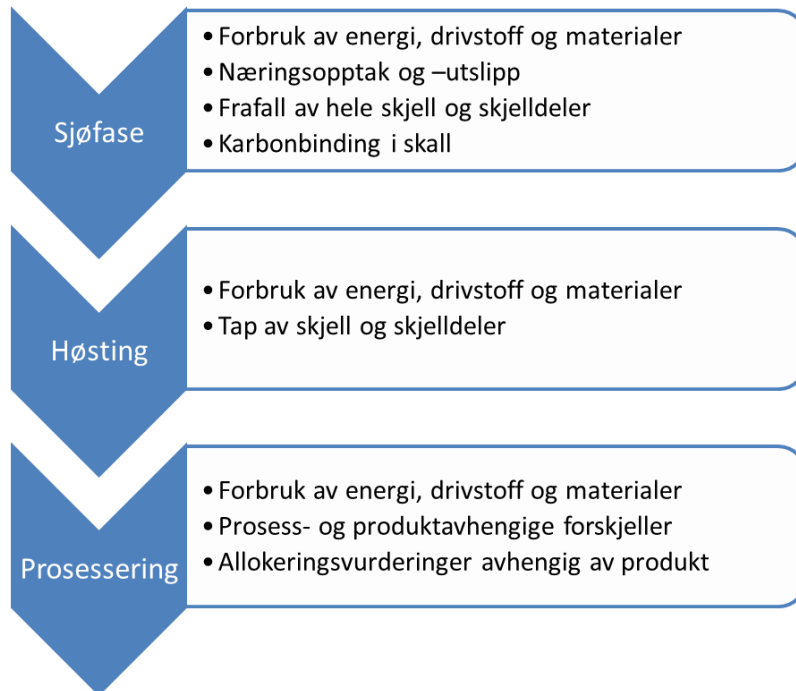 Sjøfase
• Forbruk av energi, drivstoff og materialer
• Næringsopptak og –utslipp
• Frafall av hele skjell og skjelldeler
• Karbonbinding i skall
Høsting
• Forbruk av energi, drivstoff og materialer
• Tap av skjell og skjelldeler
Prosessering
• Forbruk av energi, drivstoff og materialer
• Prosess- og produktavhengige forskjeller
• Allokeringsvurderinger avhengig av produkt